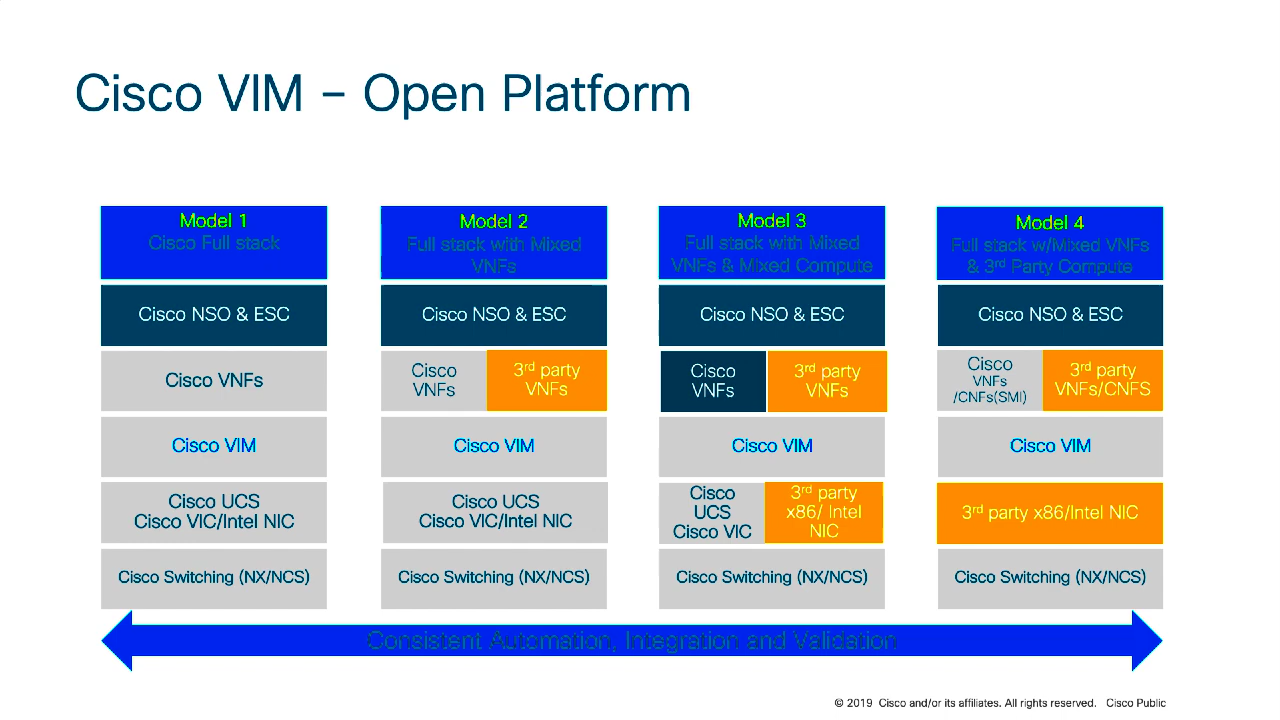 Cisco VIM – Open Platform
Model 1
Cisco Full stack
Cisco NSO & ESC
Cisco VNFs
Cisco VIM
Cisco UCS
Cisco VIC/Intel NIC
Cisco Switching (NX/NCS)
Model 2
Full stack with Mixed
VNFs
Cisco NSO & ESC
Cisco
VNFs
3rd party
VNFs
Cisco VIM
Cisco UCS
Cisco VIC/Intel NIC
Cisco Switching (NX/NCS)
Model 3
Full stack with Mixed
VNFs & Mixed Compute
Cisco NSO & ESC
Cisco
VNFs
3rd party
VNFs
Cisco VIM
Cisco
UCS
Cisco VIC
3rd party
x86/ Intel
NIC
Cisco Switching (NX/NCS)
Model 4
Full stack w/Mixed VNFs
& 3rd Party Compute
Cisco NSO & ESC
Cisco
VNFs
/CNFs(SMI)
3rd party
VNFs/CNFS
Cisco VIM
3rd party x86/Intel NIC
Cisco Switching (NX/NCS)
Consistent Automation, Integration and Validation
© 2019 Cisco and/or its affiliates. All rights reserved. Cisco Public